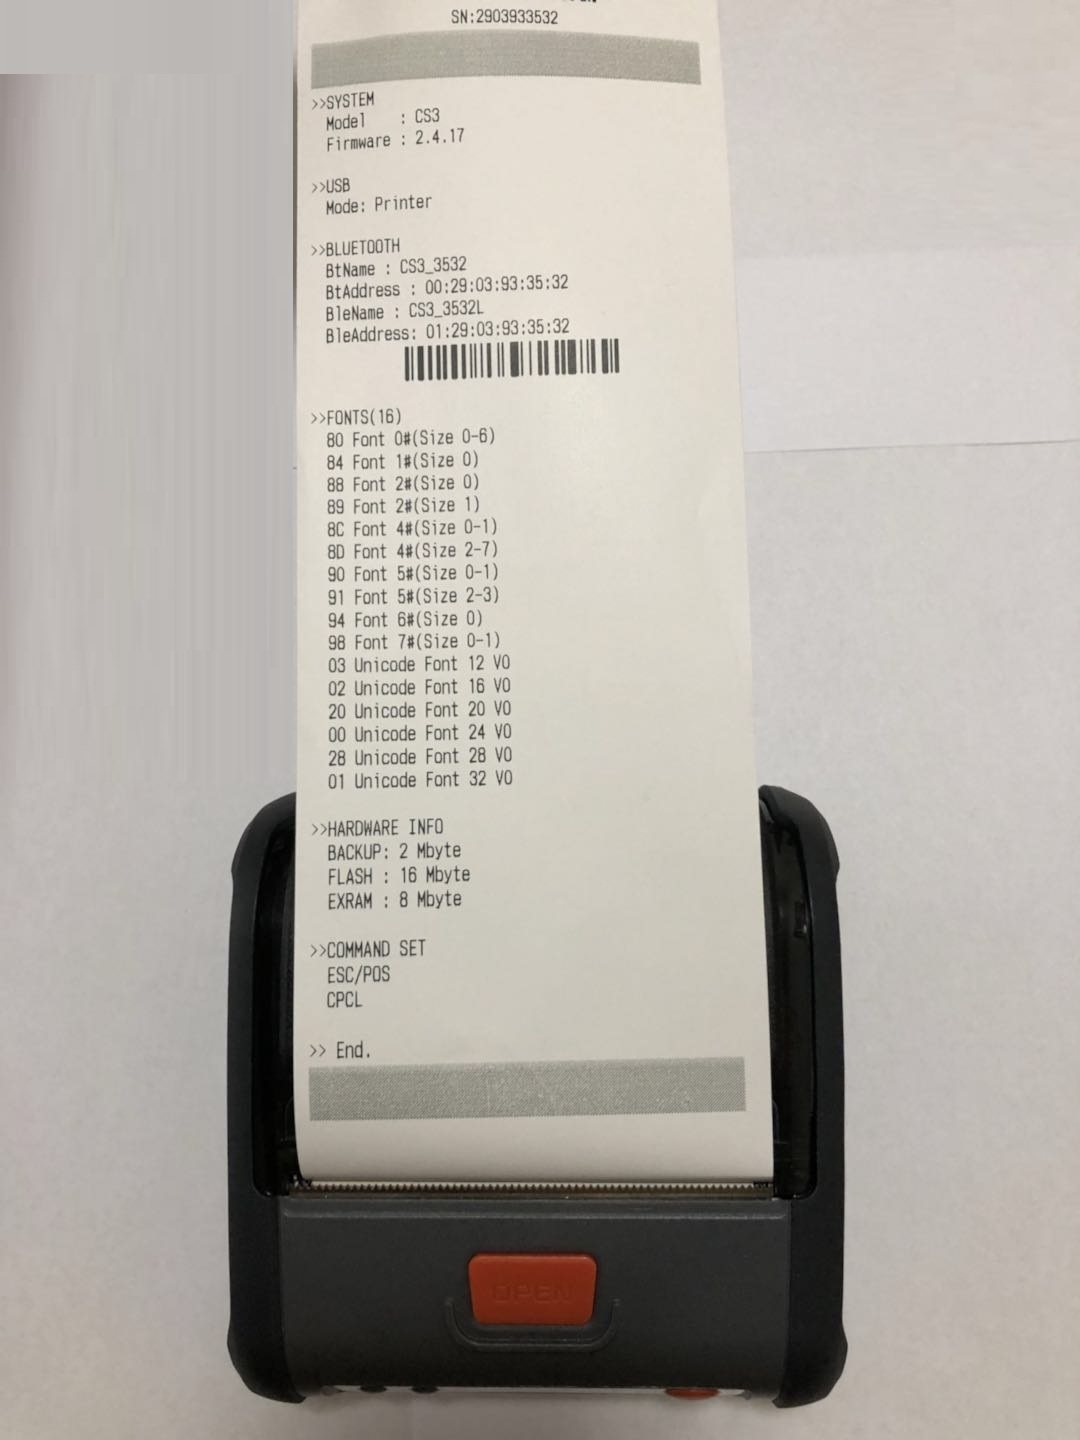 SN:2903933532
>>SYSTEM
Model : CS3
Firmware : 2.4.17
>>USB
Mode: Printer
>>BLUETOOTH
BtName : CS3_3532
BtAddress : 00:29:03:93:35:32
BleName : CS3_3532L
BleAddress: 01:29:03:93:35:32
>>FONTS(16)
80 Font 0#(Size 0-6)
84 Font 1#(Size 0)
88 Font 2#(Size 0)
89 Font 2#(Size 1)
8C Font 4#(Size 0-1)
8D Font 4#(Size 2-7)
90 Font 5#(Size 0-1)
91 Font 5#(Size 2-3)
94 Font 6#(Size 0)
98 Font 7#(Size 0-1)
03 Unicode Font 12 V0
02 Unicode Font 16 V0
20 Unicode Font 20 V0
00 Unicode Font 24 V0
28 Unicode Font 28 V0
01 Unicode Font 32 V0
>>HARDWARE INFO
BACKUP: 2 Mbyte
FLASH : 16 Mbyte
EXRAM : 8 Mbyte
>>COMMAND SET
ESC/POS
CPCL
>> End.
OPEN